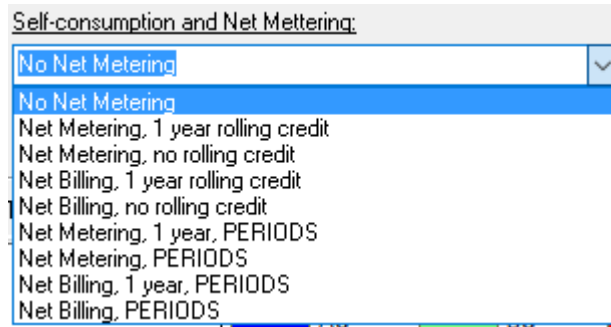 Self-consumption and Net Mettering:
No Net Metering
No Net Metering
Net Metering, 1 year rolling credit
Net Metering, no rolling credit
Net Billing, 1 year rolling credit
Net Billing, no rolling credit
Net Metering, 1 year, PERIODS
Net Metering, PERIODS
Net Billing, 1 year, PERIODS
Net Billing, PERIODS